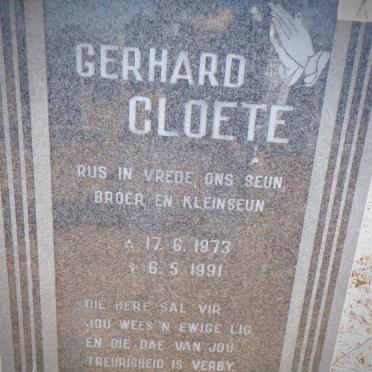 GERHARD
CLOETE
RUS IN VREDE, ONS SEUN,
BROER EN KLEINSEUN
* 17. 6. 1973
✝ 6. 5. 1991
DIE HERE SAL VIR
JOU WEES 'N EWIGE LIG
EN DIE DAE VAN JOU
TREURIGHEID IS VERBY